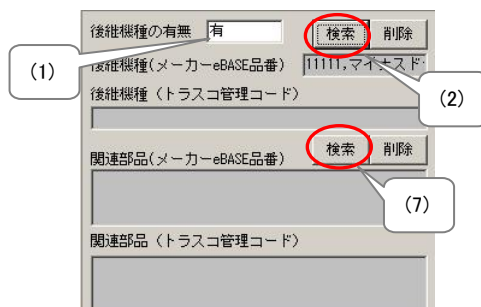 後継機種の有無 有 検索 削除
(1)
後継機種(メーカーeBASE品番) 11111,マイナスド
(2)
後継機種（トラスコ管理コード）
関連部品(メーカーeBASE品番) 検索 削除
(7)
関連部品（トラスコ管理コード）